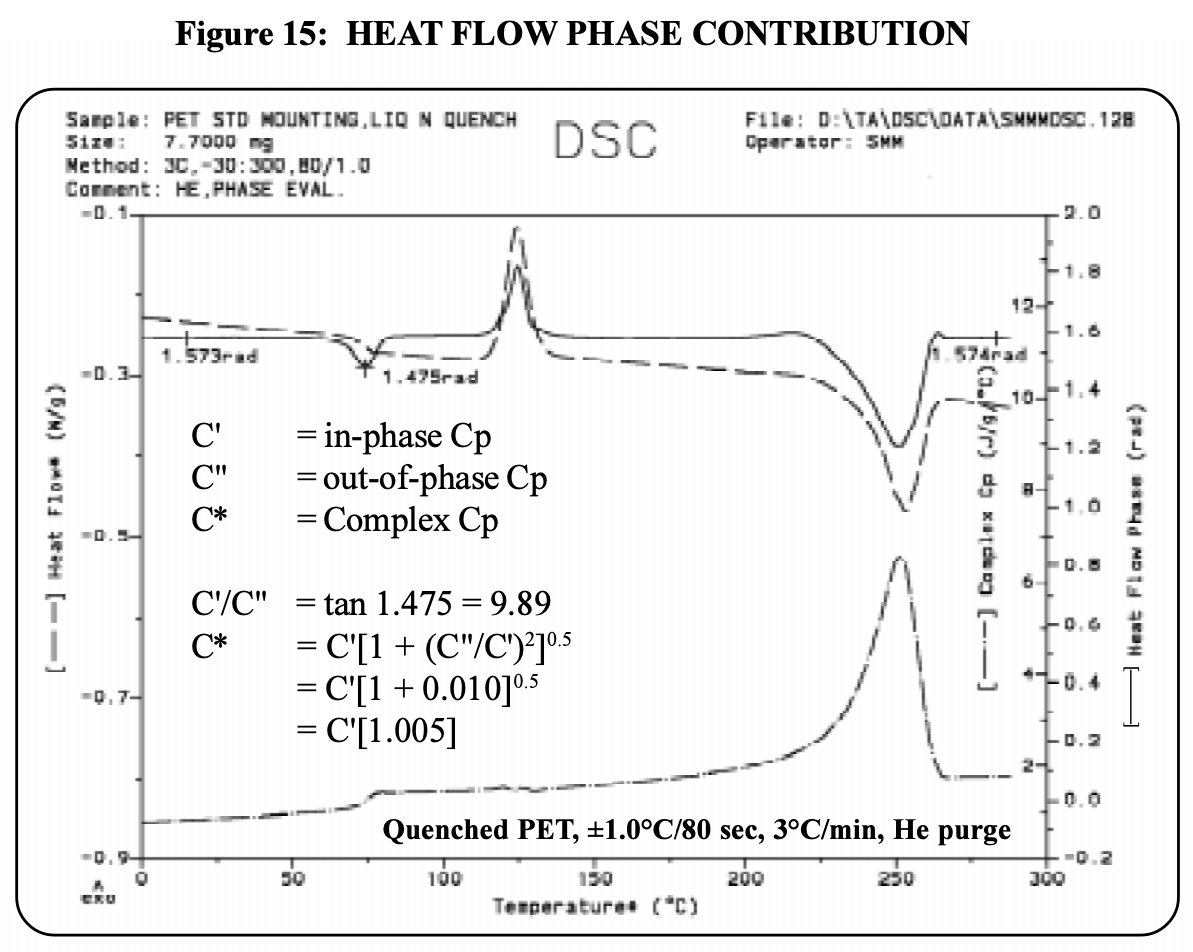 Figure 15: HEAT FLOW PHASE CONTRIBUTION
Sample: PET STD MOUNTING,LIQ N QUENCH
Size: 7.7000 mg
Method: 3C,-30:300,80/1.0
Comment: HE,PHASE EVAL.
DSC
File: D:\TA\DSC\DATA\SMMMDSC.128
Operator: SMM
-0.1
-0.3
-0.5
-0.7
-0.9
[— —] Heat Flow* (W/g)
1.573rad
1.475rad
1.574rad
C' = in-phase Cp
C" = out-of-phase Cp
C* = Complex Cp
C'/C" = tan 1.475 = 9.89
C* = C'[1 + (C"/C')²]⁰·⁵
= C'[1 + 0.010]⁰·⁵
= C'[1.005]
Quenched PET, ±1.0°C/80 sec, 3°C/min, He purge
12
10
8
6
4
2
[—·—] Complex Cp (J/g/°C)
2.0
1.8
1.6
1.4
1.2
1.0
0.8
0.6
0.4
0.2
0.0
-0.2
[——] Heat Flow Phase (rad)
0 50 100 150 200 250 300
^ EXO
Temperature* (°C)